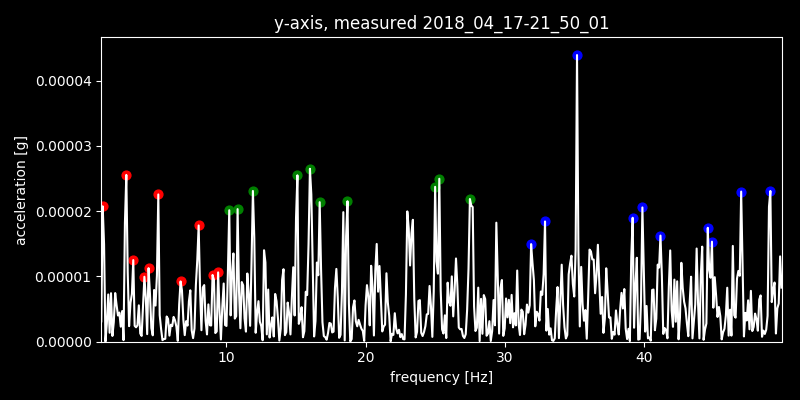 y-axis, measured 2018_04_17-21_50_01
0.00004
0.00003
0.00002
0.00001
0.00000
acceleration [g]
10 20 30 40
frequency [Hz]